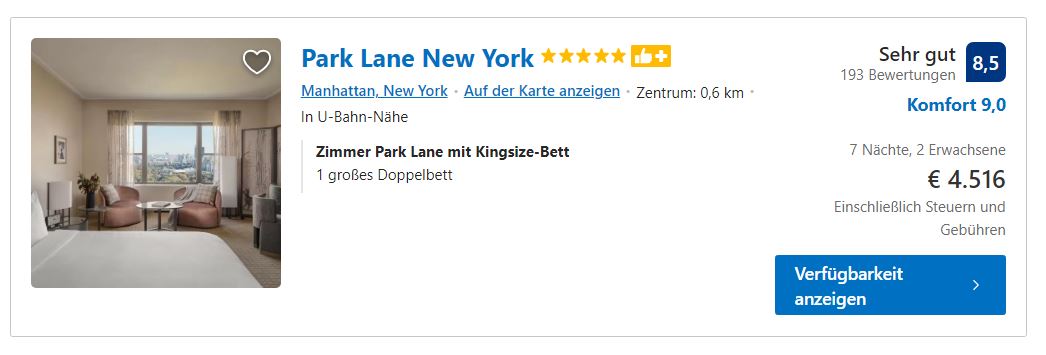 Park Lane New York
Manhattan, New York · Auf der Karte anzeigen · Zentrum: 0,6 km ·
In U-Bahn-Nähe
Zimmer Park Lane mit Kingsize-Bett
1 großes Doppelbett
Sehr gut 8,5
193 Bewertungen
Komfort 9,0
7 Nächte, 2 Erwachsene
€ 4.516
Einschließlich Steuern und
Gebühren
Verfügbarkeit
anzeigen